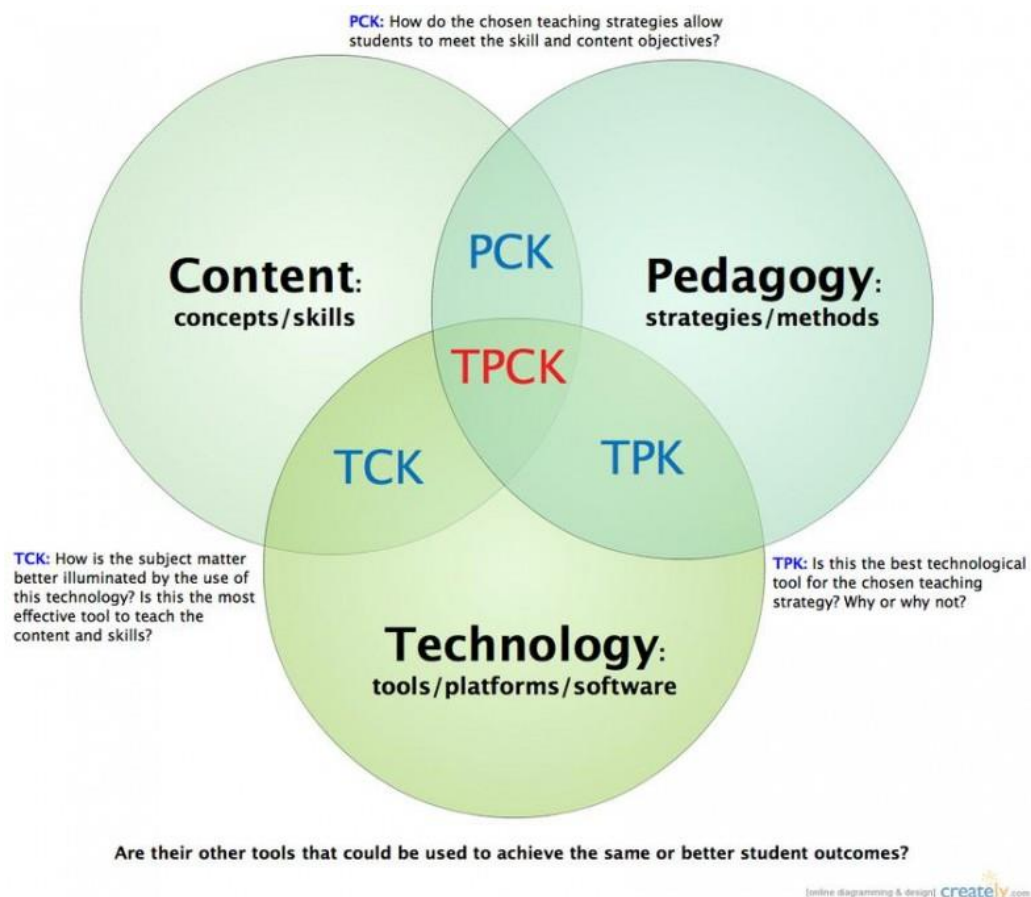 PCK: How do the chosen teaching strategies allow
students to meet the skill and content objectives?
PCK
Content:
concepts/skills
Pedagogy:
strategies/methods
TPCK
TCK
TPK
TCK: How is the subject matter
better illuminated by the use of
this technology? Is this the most
effective tool to teach the
content and skills?
TPK: Is this the best technological
tool for the chosen teaching
strategy? Why or why not?
Technology:
tools/platforms/software
Are their other tools that could be used to achieve the same or better student outcomes?
[online diagramming & design] creately.com